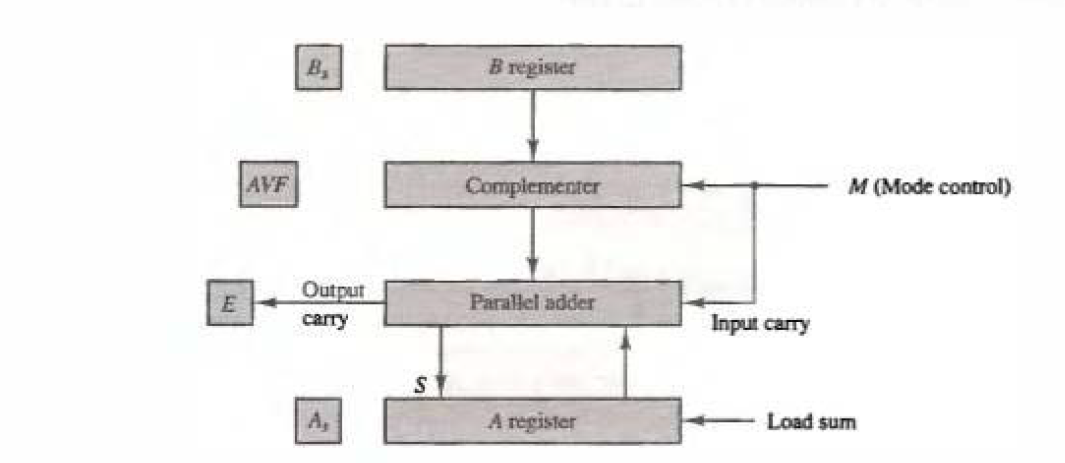 Bs
B register
AVF
Complementer
M (Mode control)
E
Output
carry
Parallel adder
Input carry
S
As
A register
Load sum